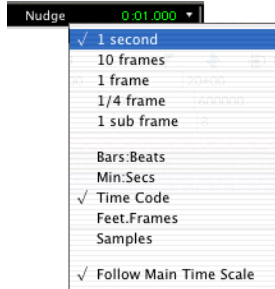 Nudge 0:01.000 ▼
√ 1 second
10 frames
1 frame
1/4 frame
1 sub frame
Bars:Beats
Min:Secs
√ Time Code
Feet.Frames
Samples
√ Follow Main Time Scale